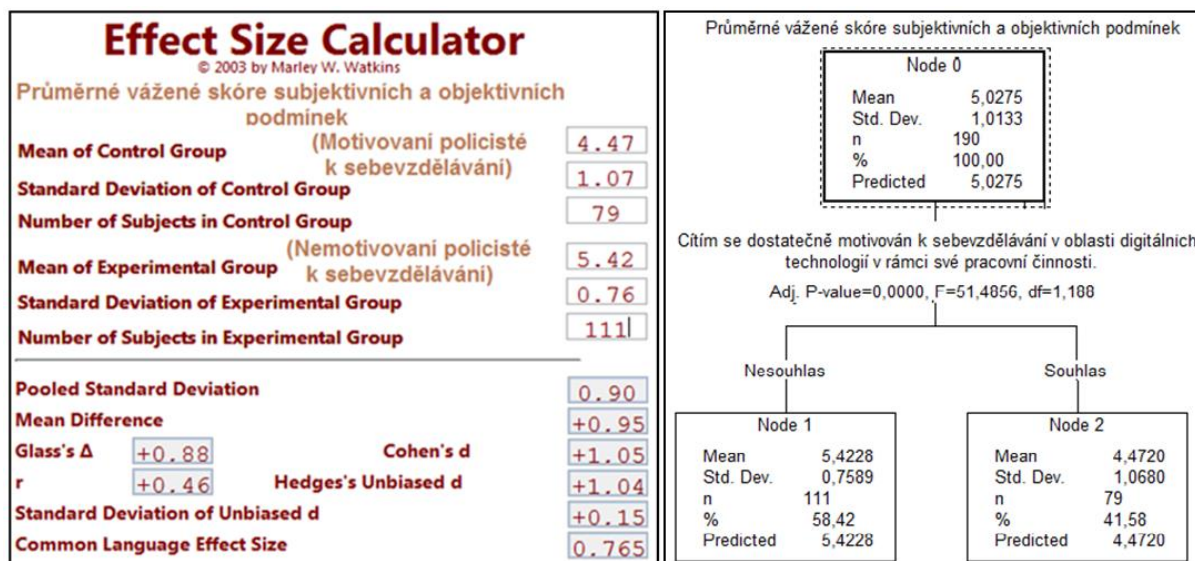 Effect Size Calculator
© 2003 by Marley W. Watkins
Průměrné vážené skóre subjektivních a objektivních
podmínek
Mean of Control Group (Motivovaní policisté 4.47
k sebevzdělávání)
Standard Deviation of Control Group 1.07
Number of Subjects in Control Group 79
(Nemotivovaní policisté
Mean of Experimental Group k sebevzdělávání) 5.42
Standard Deviation of Experimental Group 0.76
Number of Subjects in Experimental Group 111
Pooled Standard Deviation 0.90
Mean Difference +0.95
Glass's Δ +0.88 Cohen's d +1.05
r +0.46 Hedges's Unbiased d +1.04
Standard Deviation of Unbiased d +0.15
Common Language Effect Size 0.765
Průměrné vážené skóre subjektivních a objektivních podmínek
Node 0
Mean 5,0275
Std. Dev. 1,0133
n 190
% 100,00
Predicted 5,0275
Cítím se dostatečně motivován k sebevzdělávání v oblasti digitálních
technologií v rámci své pracovní činnosti.
Adj. P-value=0,0000, F=51,4856, df=1,188
Nesouhlas Souhlas
Node 1
Mean 5,4228
Std. Dev. 0,7589
n 111
% 58,42
Predicted 5,4228
Node 2
Mean 4,4720
Std. Dev. 1,0680
n 79
% 41,58
Predicted 4,4720